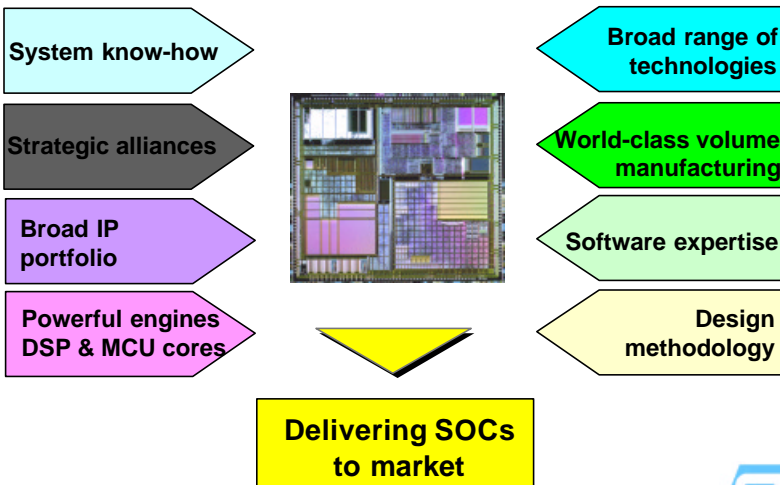 System know-how
Broad range of
technologies
Strategic alliances
World-class volume
manufacturing
Broad IP
portfolio
Software expertise
Powerful engines
DSP & MCU cores
Design
methodology
Delivering SOCs
to market